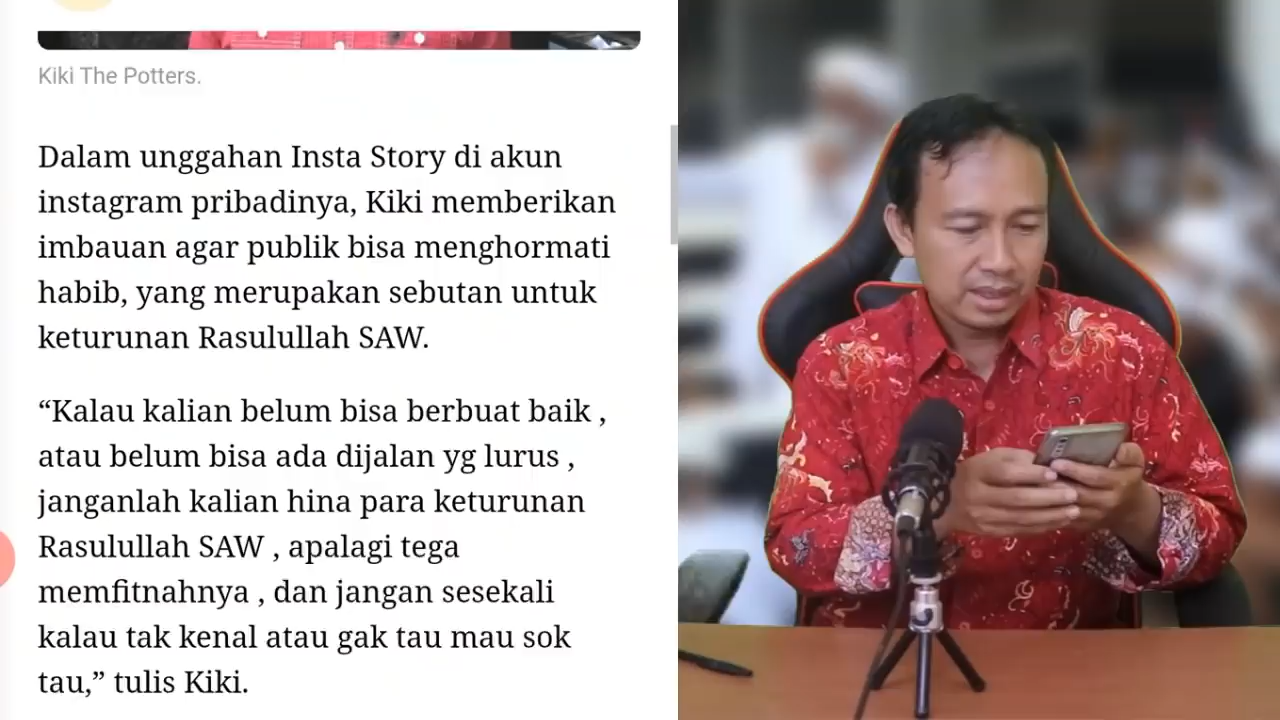 Kiki The Potters.
Dalam unggahan Insta Story di akun
instagram pribadinya, Kiki memberikan
imbauan agar publik bisa menghormati
habib, yang merupakan sebutan untuk
keturunan Rasulullah SAW.
“Kalau kalian belum bisa berbuat baik ,
atau belum bisa ada dijalan yg lurus ,
janganlah kalian hina para keturunan
Rasulullah SAW , apalagi tega
memfitnahnya , dan jangan sesekali
kalau tak kenal atau gak tau mau sok
tau,” tulis Kiki.